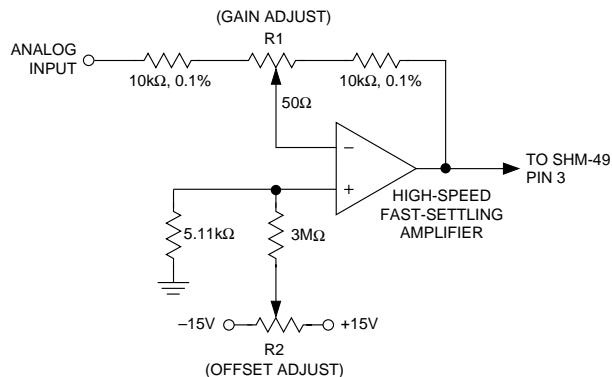 (GAIN ADJUST)
R1
ANALOG
INPUT
10kΩ, 0.1%
10kΩ, 0.1%
50Ω
–
+
TO SHM-49
PIN 3
HIGH-SPEED
FAST-SETTLING
AMPLIFIER
5.11kΩ
3MΩ
–15V
+15V
R2
(OFFSET ADJUST)